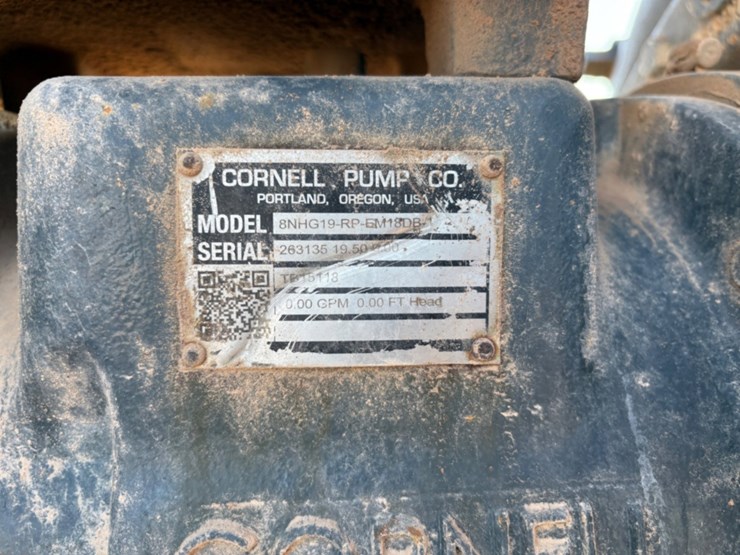 CORNELL PUMP CO.
PORTLAND, OREGON, USA
MODEL 8NHG19-RP-EM18DB-
SERIAL 263135 19.50
0.00 GPM 0.00 FT Head
CORNELL